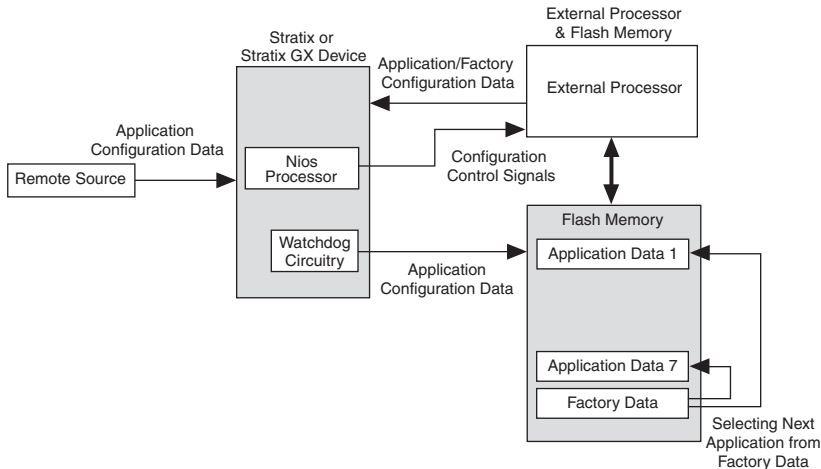 External Processor
& Flash Memory
Stratix or
Stratix GX Device
Application/Factory
Configuration Data
External Processor
Application
Configuration Data
Nios
Processor
Configuration
Control Signals
Remote Source
Flash Memory
Watchdog
Circuitry
Application Data 1
Application
Configuration Data
Application Data 7
Factory Data
Selecting Next
Application from
Factory Data